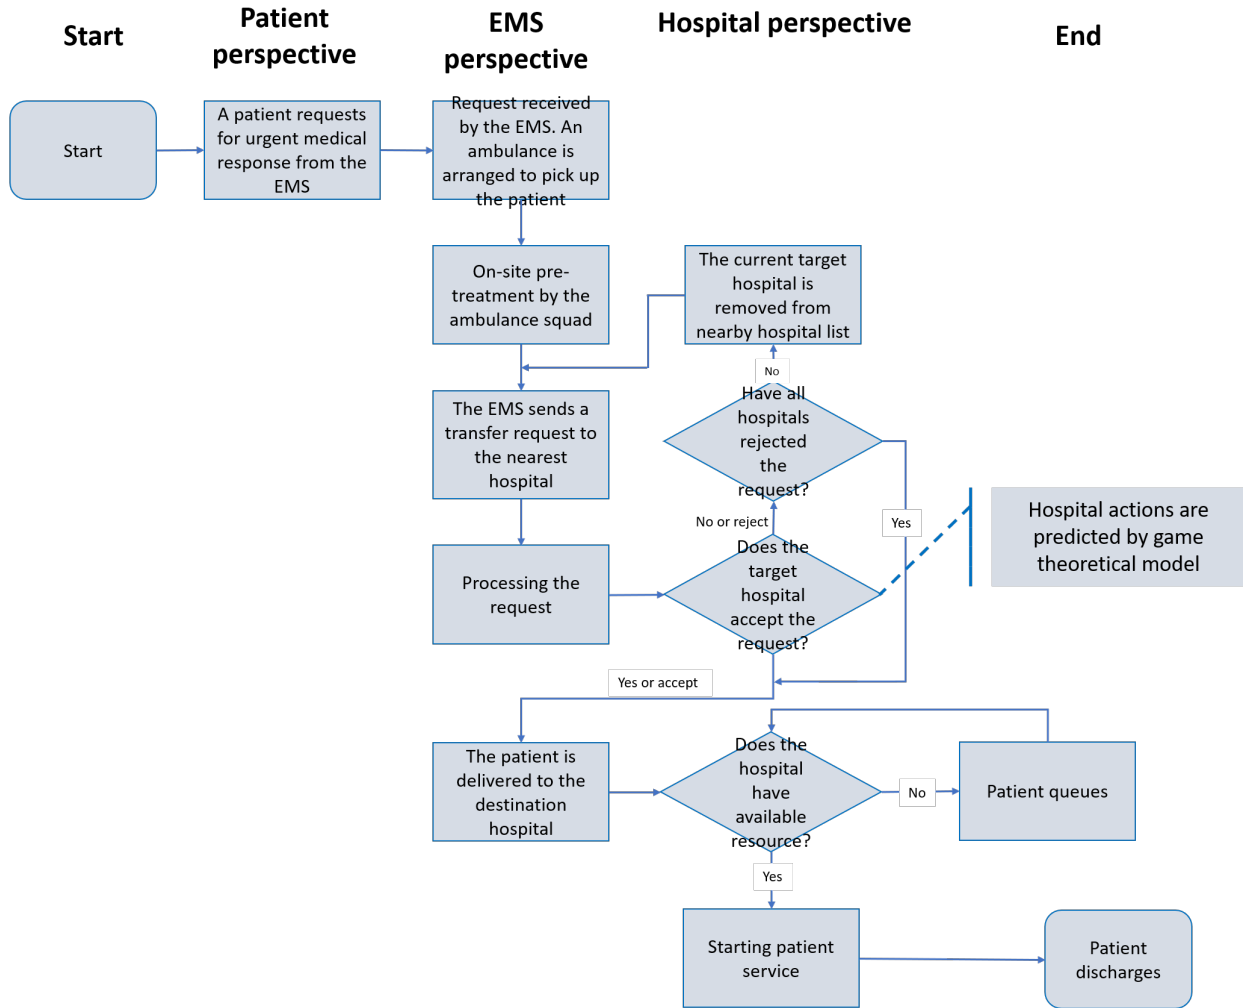 Start
Patient
perspective
EMS
perspective
Hospital perspective
End
Start
A patient requests
for urgent medical
response from the
EMS
Request received
by the EMS. An
ambulance is
arranged to pick up
the patient
On-site pre-
treatment by the
ambulance squad
The current target
hospital is
removed from
nearby hospital list
No
The EMS sends a
transfer request to
the nearest
hospital
Have all
hospitals
rejected
the
request?
No or reject
Yes
Hospital actions are
predicted by game
theoretical model
Processing the
request
Does the
target
hospital
accept the
request?
Yes or accept
The patient is
delivered to the
destination
hospital
Does the
hospital
have
available
resource?
No
Patient queues
Yes
Starting patient
service
Patient
discharges